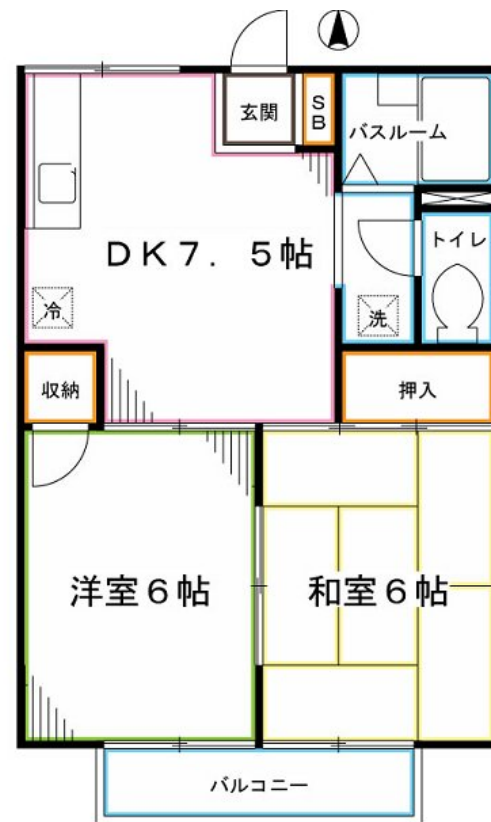 玄関
SB
バスルーム
DK7.5帖
トイレ
冷
洗
収納
押入
洋室6帖
和室6帖
バルコニー